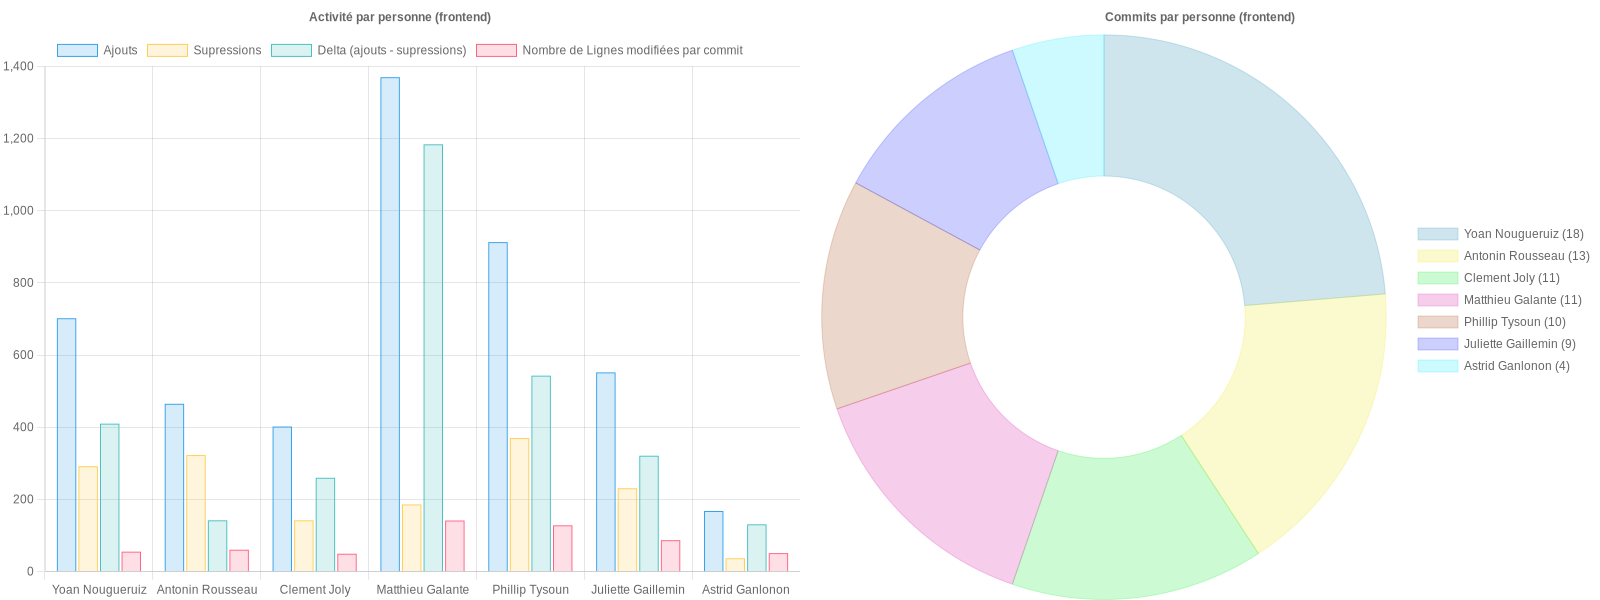 Activité par personne (frontend)
Ajouts Supressions Delta (ajouts - supressions) Nombre de Lignes modifiées par commit
1,400
1,200
1,000
800
600
400
200
0
Yoan Nougueruiz Antonin Rousseau Clement Joly Matthieu Galante Phillip Tysoun Juliette Gaillemin Astrid Ganlonon
Commits par personne (frontend)
Yoan Nougueruiz (18)
Antonin Rousseau (13)
Clement Joly (11)
Matthieu Galante (11)
Phillip Tysoun (10)
Juliette Gaillemin (9)
Astrid Ganlonon (4)